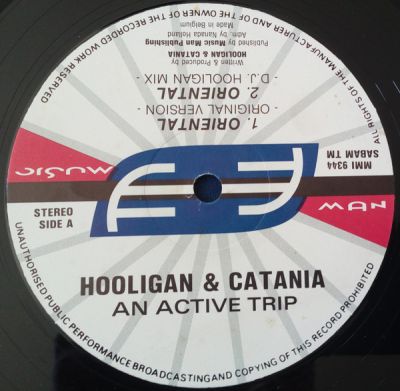 ALL RIGHTS OF THE MANUFACTURER AND OF THE OWNER OF THE RECORDED WORK RESERVED
1. ORIENTAL
- ORIGINAL VERSION -
2. ORIENTAL
- D.J. HOOLIGAN MIX -
Written & Produced by
HOOLIGAN & CATANIA
Published by Music Man Publishing
Adm. by Nanada Holland
Made in Belgium
MMI 9344
SABAM TM
music
STEREO
SIDE A
HOOLIGAN & CATANIA
AN ACTIVE TRIP
UNAUTHORISED PUBLIC PERFORMANCE BROADCASTING AND COPYING OF THIS RECORD PROHIBITED